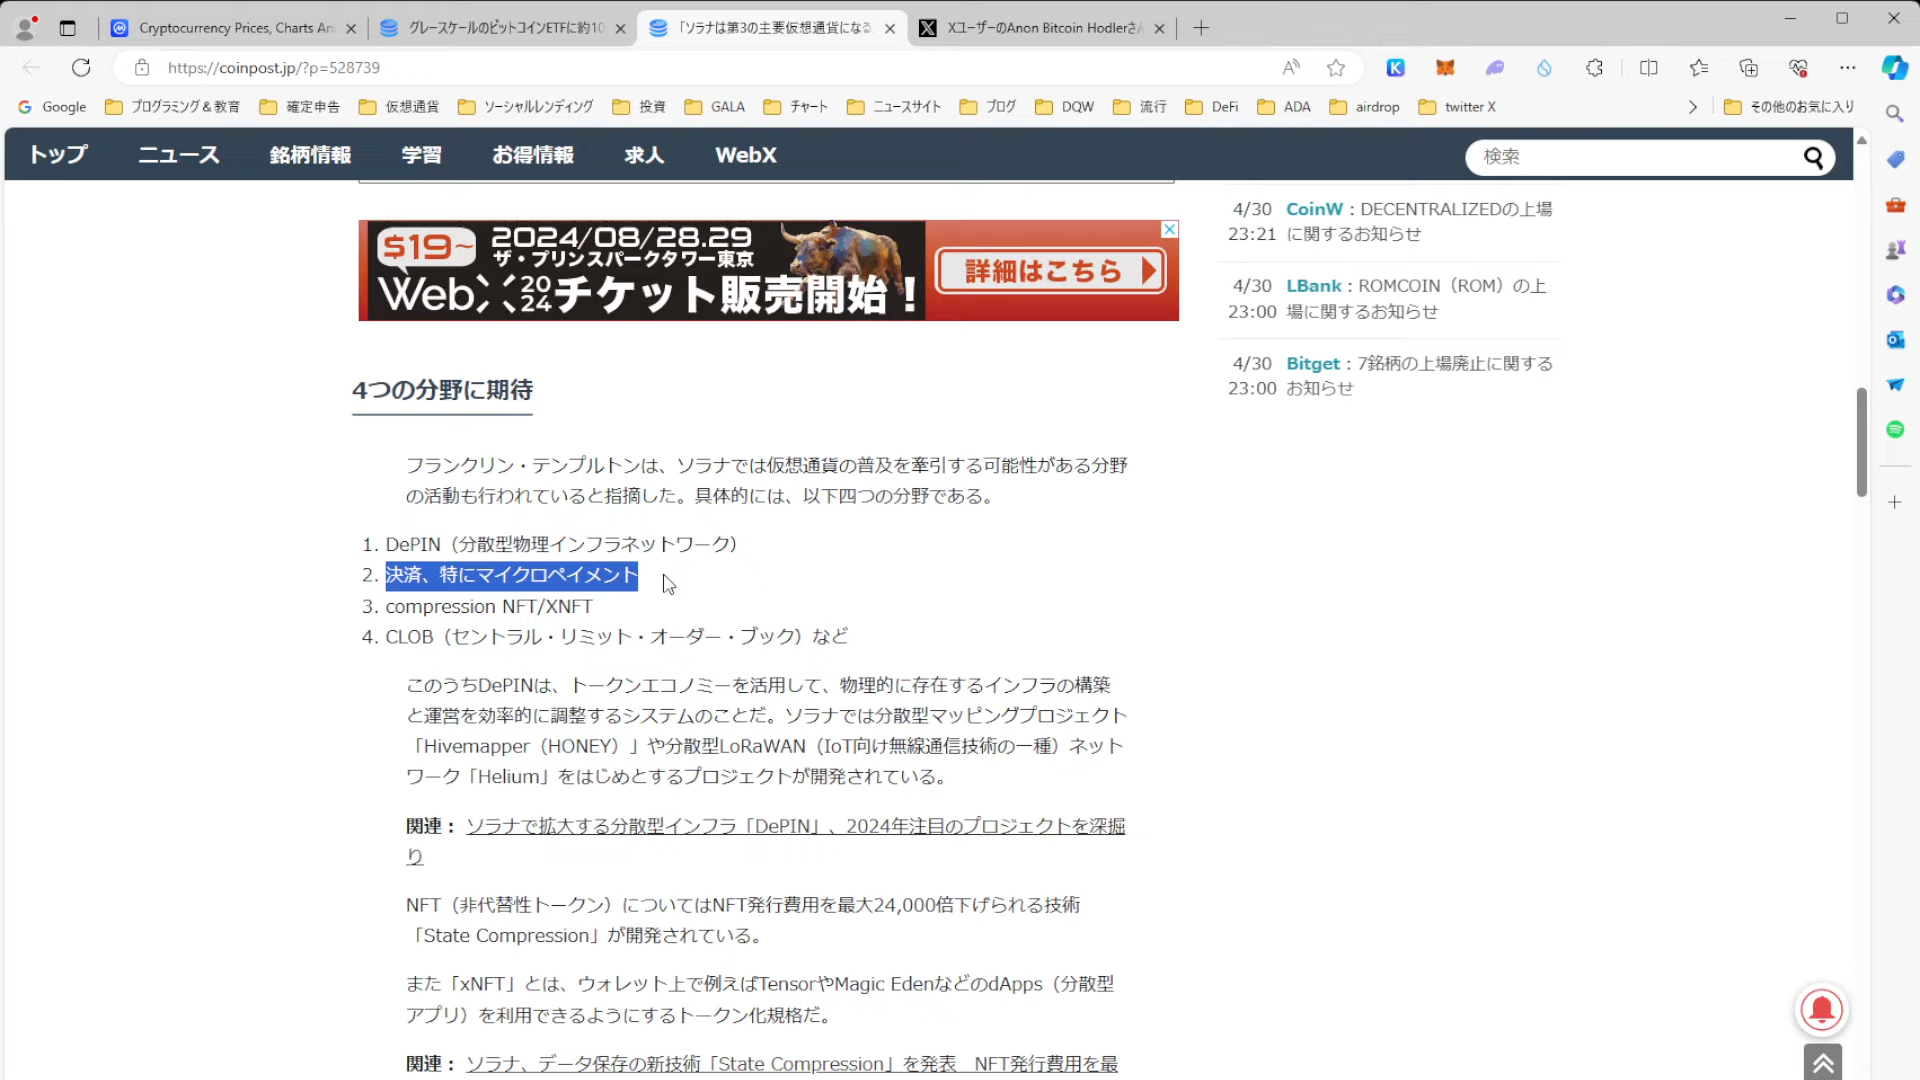 Cryptocurrency Prices, Charts An
グレースケールのビットコインETFに約10
「ソラナは第3の主要仮想通貨になる
XユーザーのAnon Bitcoin Hodlerさん
https://coinpost.jp/?p=528739
Google
プログラミング＆教育
確定申告
仮想通貨
ソーシャルレンディング
投資
GALA
チャート
ニュースサイト
ブログ
DQW
流行
DeFi
ADA
airdrop
twitter X
その他のお気に入り
トップ
ニュース
銘柄情報
学習
お得情報
求人
WebX
検索
$19~
2024/08/28.29
ザ・プリンスパークタワー東京
WebX 2024 チケット販売開始！
詳細はこちら
4つの分野に期待
フランクリン・テンプルトンは、ソラナでは仮想通貨の普及を牽引する可能性がある分野
の活動も行われていると指摘した。具体的には、以下四つの分野である。
1. DePIN（分散型物理インフラネットワーク）
2. 決済、特にマイクロペイメント
3. compression NFT/XNFT
4. CLOB（セントラル・リミット・オーダー・ブック）など
このうちDePINは、トークンエコノミーを活用して、物理的に存在するインフラの構築
と運営を効率的に調整するシステムのことだ。ソラナでは分散型マッピングプロジェクト
「Hivemapper（HONEY）」や分散型LoRaWAN（IoT向け無線通信技術の一種）ネット
ワーク「Helium」をはじめとするプロジェクトが開発されている。
関連： ソラナで拡大する分散型インフラ「DePIN」、2024年注目のプロジェクトを深掘
り
NFT（非代替性トークン）についてはNFT発行費用を最大24,000倍下げられる技術
「State Compression」が開発されている。
また「xNFT」とは、ウォレット上で例えばTensorやMagic EdenなどのdApps（分散型
アプリ）を利用できるようにするトークン化規格だ。
関連： ソラナ、データ保存の新技術「State Compression」を発表　NFT発行費用を最
4/30 CoinW：DECENTRALIZEDの上場
23:21 に関するお知らせ
4/30 LBank：ROMCOIN（ROM）の上
23:00 場に関するお知らせ
4/30 Bitget：7銘柄の上場廃止に関する
23:00 お知らせ